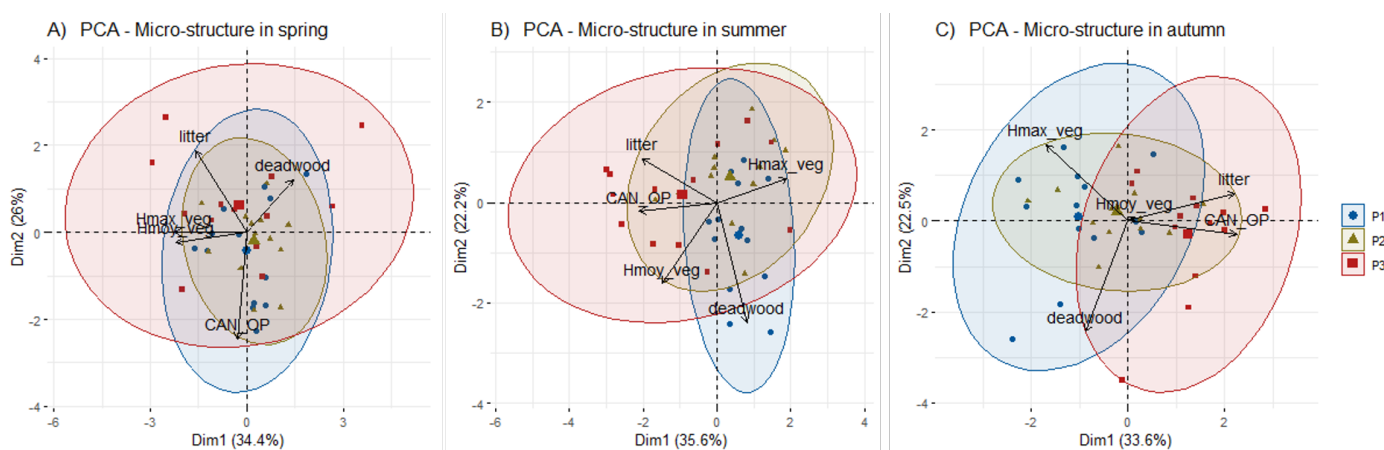 A) PCA - Micro-structure in spring
4
2
0
-2
-4
Dim2 (26%)
litter
deadwood
Hmax_veg
Hmoy_veg
CAN_OP
-6
-3
0
3
Dim1 (34.4%)
B) PCA - Micro-structure in summer
2
0
-2
-4
Dim2 (22.2%)
litter
Hmax_veg
CAN_OP
Hmoy_veg
deadwood
-6
-4
-2
0
2
4
Dim1 (35.6%)
C) PCA - Micro-structure in autumn
2
0
-2
-4
Dim2 (22.5%)
Hmax_veg
litter
Hmoy_veg
CAN_OP
deadwood
-4
-2
0
2
4
Dim1 (33.6%)
P1
P2
P3